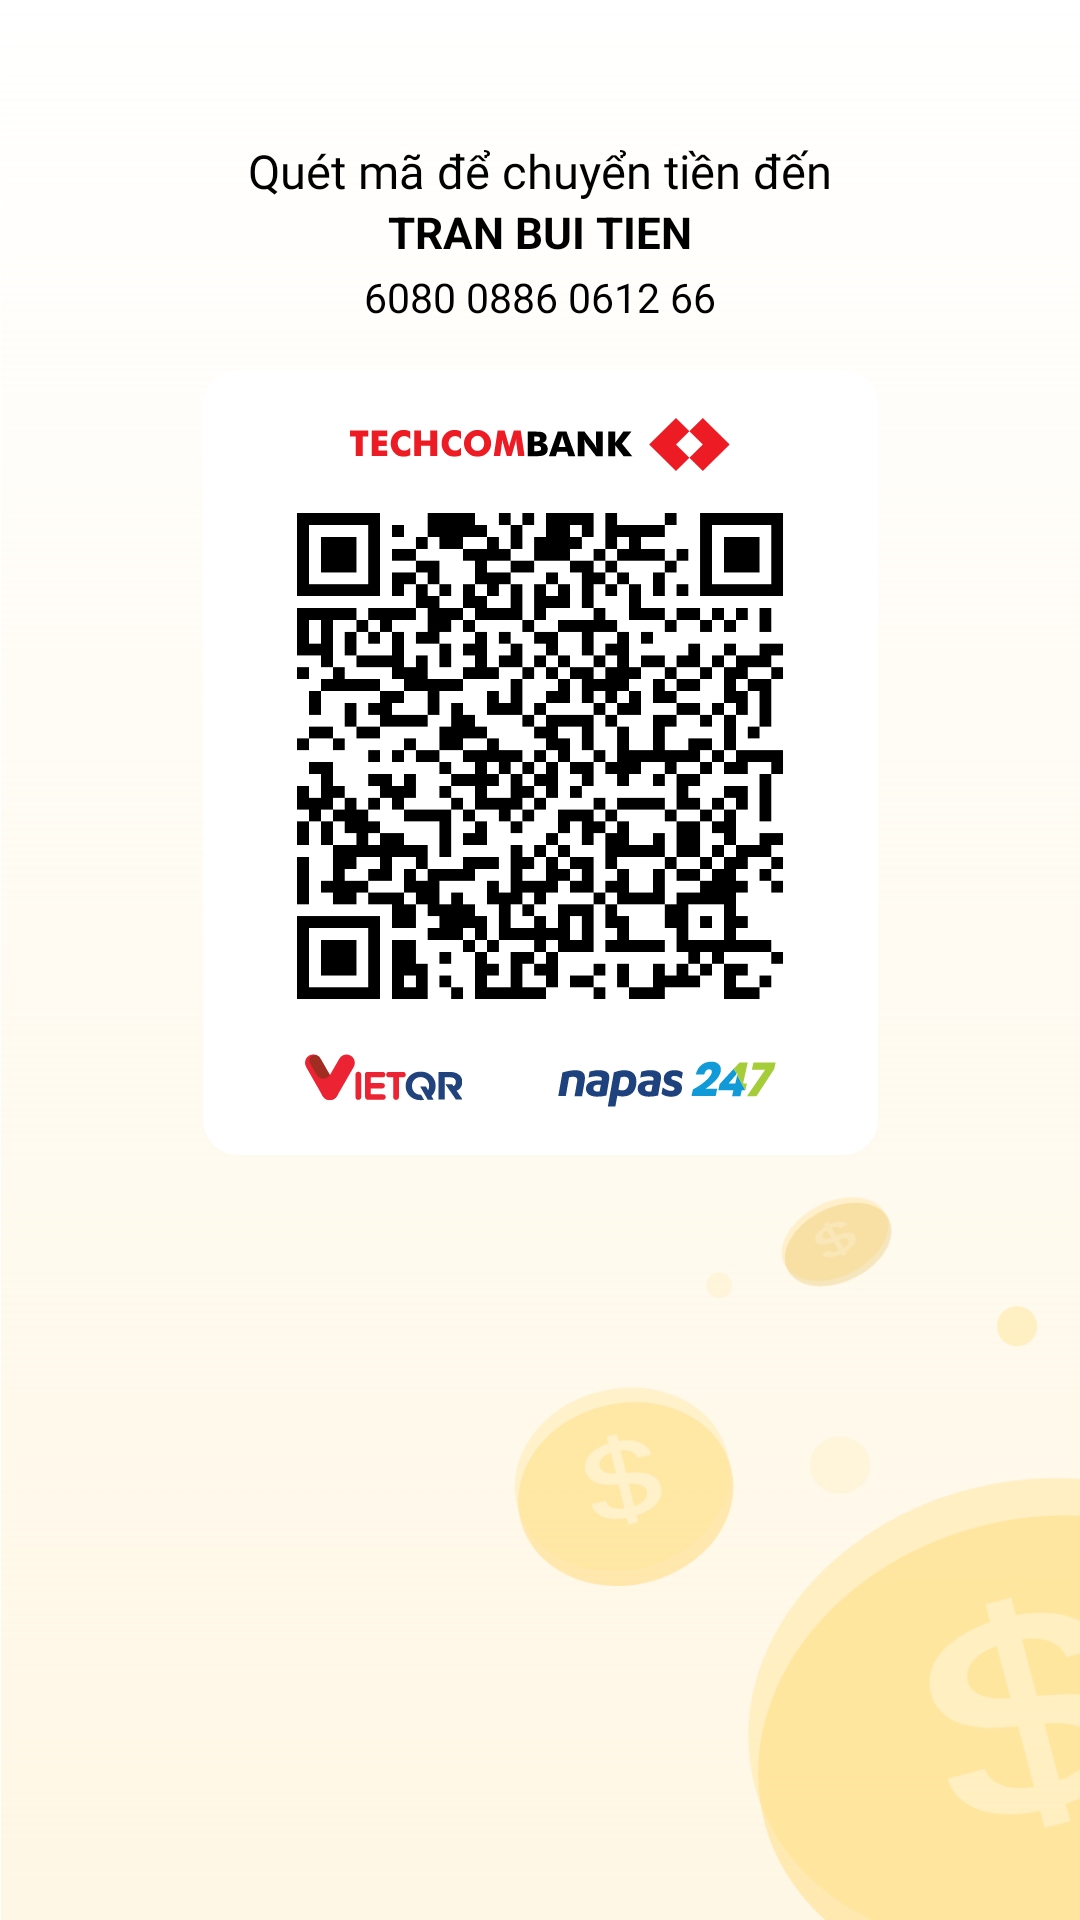 Quét mã để chuyển tiền đến
TRAN BUI TIEN
6080 0886 0612 66
TECHCOMBANK
VIETQR
napas 247
$
$
$